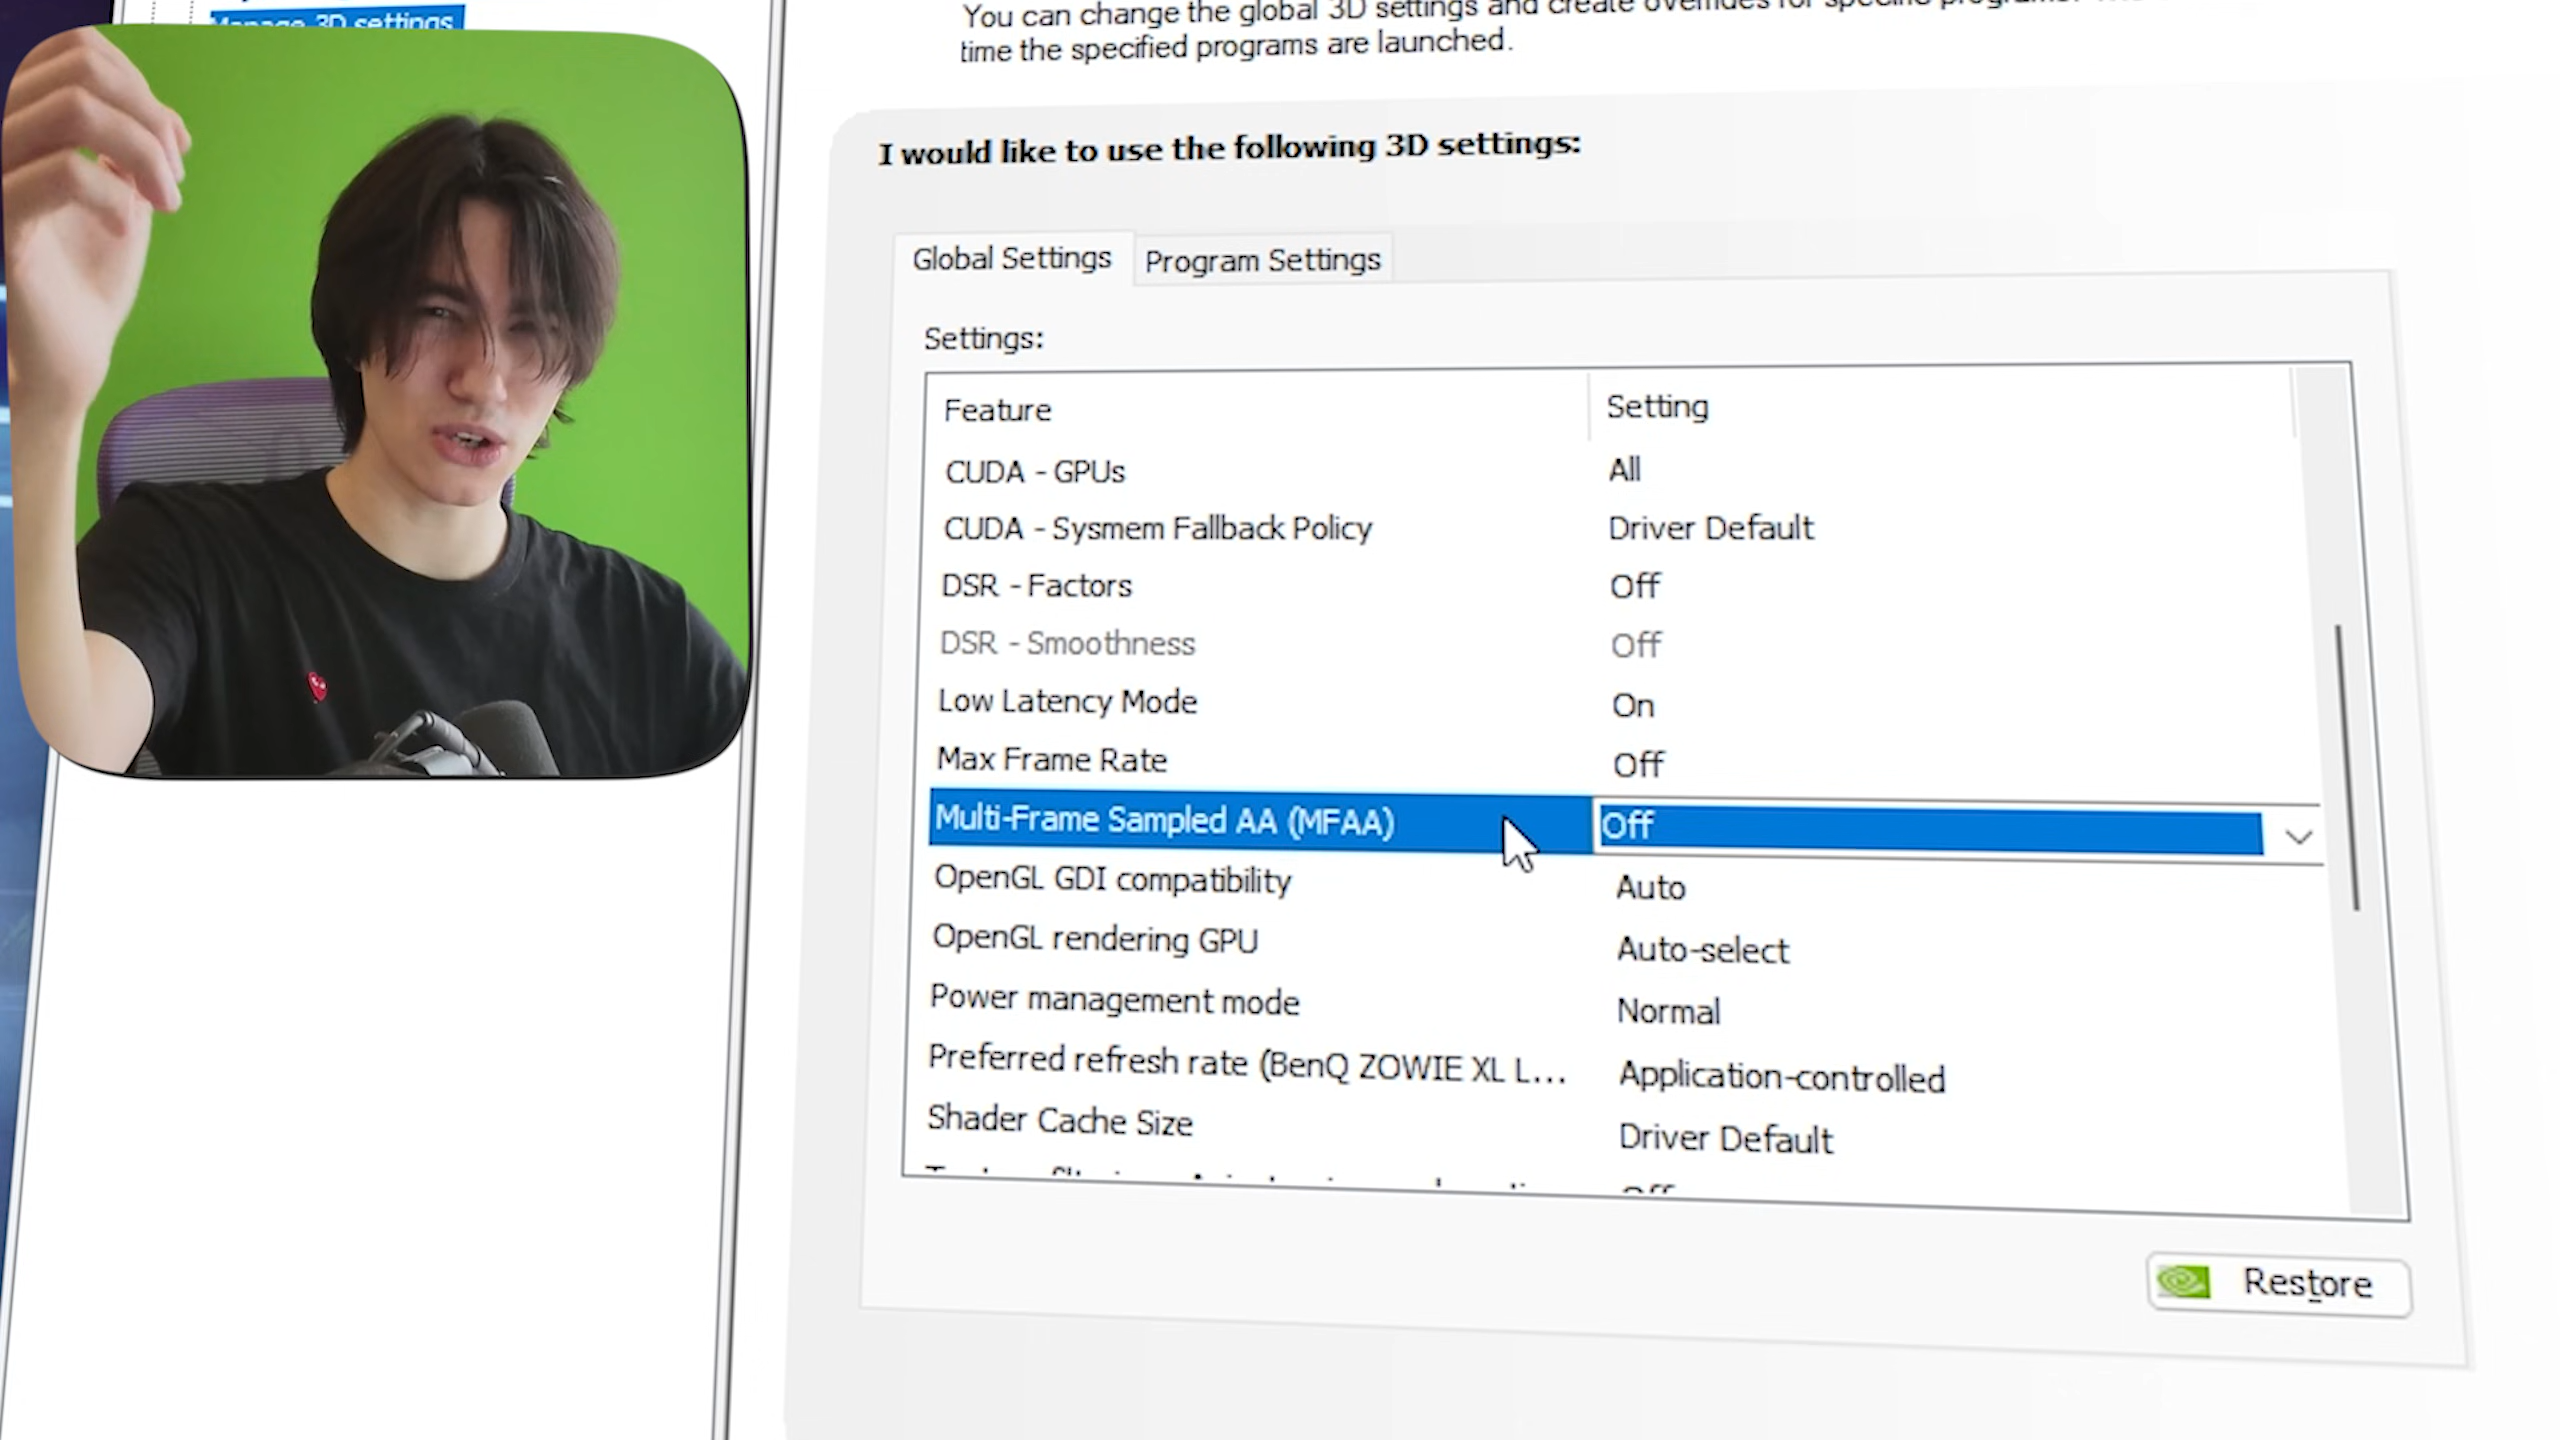 Manage 3D settings
You can change the global 3D settings and create overrides for specific programs.
time the specified programs are launched.
I would like to use the following 3D settings:
Global Settings
Program Settings
Settings:
Feature Setting
CUDA - GPUs All
CUDA - Sysmem Fallback Policy Driver Default
DSR - Factors Off
DSR - Smoothness Off
Low Latency Mode On
Max Frame Rate Off
Multi-Frame Sampled AA (MFAA) Off
OpenGL GDI compatibility Auto
OpenGL rendering GPU Auto-select
Power management mode Normal
Preferred refresh rate (BenQ ZOWIE XL L... Application-controlled
Shader Cache Size Driver Default
Restore